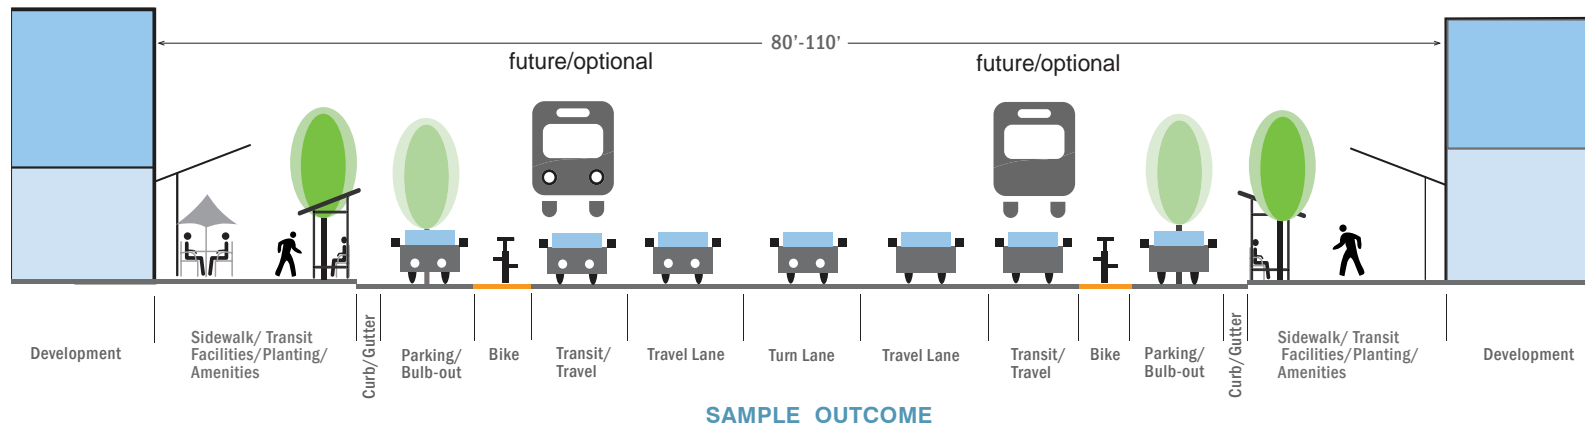 80'-110'
future/optional
future/optional
Development
Sidewalk/ Transit
Facilities/Planting/
Amenities
Curb/Gutter
Parking/
Bulb-out
Bike
Transit/
Travel
Travel Lane
Turn Lane
Travel Lane
Transit/
Travel
Bike
Parking/
Bulb-out
Curb/Gutter
Sidewalk/ Transit
Facilities/Planting/
Amenities
Development
SAMPLE OUTCOME